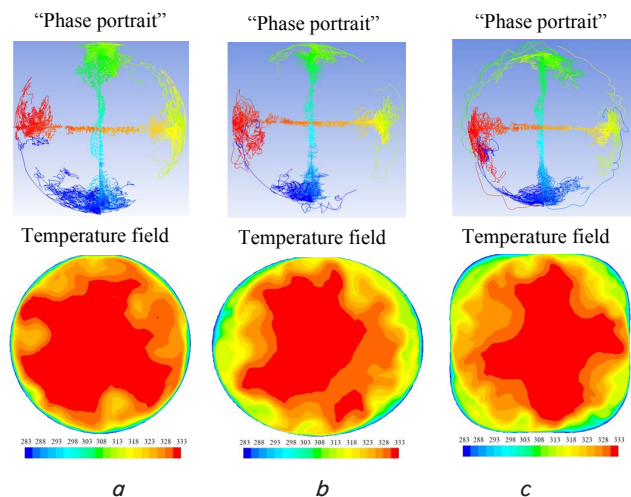 “Phase portrait” “Phase portrait” “Phase portrait”
Temperature field Temperature field Temperature field
283 288 293 298 303 308 313 318 323 328 333 283 288 293 298 303 308 313 318 323 328 333 283 288 293 298 303 308 313 318 323 328 333
a b c